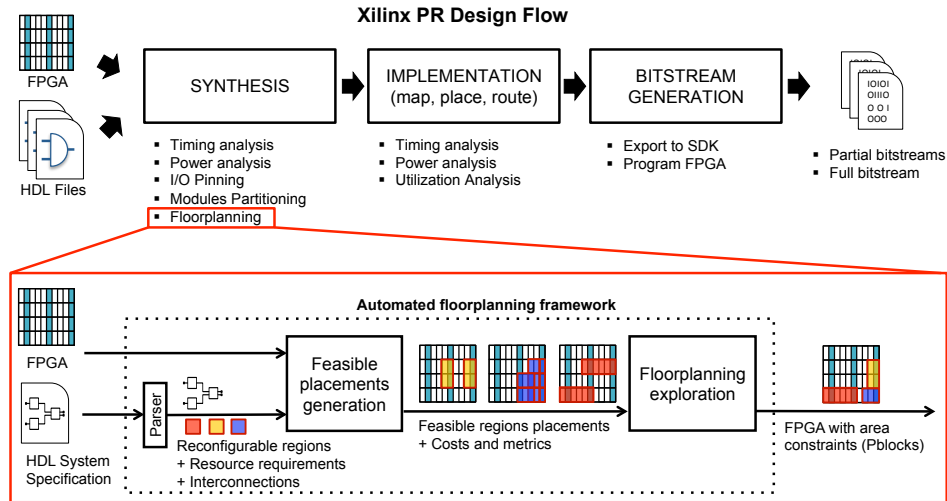 Xilinx PR Design Flow
FPGA
HDL Files
SYNTHESIS
▪ Timing analysis
▪ Power analysis
▪ I/O Pinning
▪ Modules Partitioning
▪ Floorplanning
IMPLEMENTATION
(map, place, route)
▪ Timing analysis
▪ Power analysis
▪ Utilization Analysis
BITSTREAM
GENERATION
▪ Export to SDK
▪ Program FPGA
IOIOI
OIIIO
O O I
OOO
▪ Partial bitstreams
▪ Full bitstream
Automated floorplanning framework
FPGA
HDL System
Specification
Parser
Reconfigurable regions
+ Resource requirements
+ Interconnections
Feasible
placements
generation
Feasible regions placements
+ Costs and metrics
Floorplanning
exploration
FPGA with area
constraints (Pblocks)